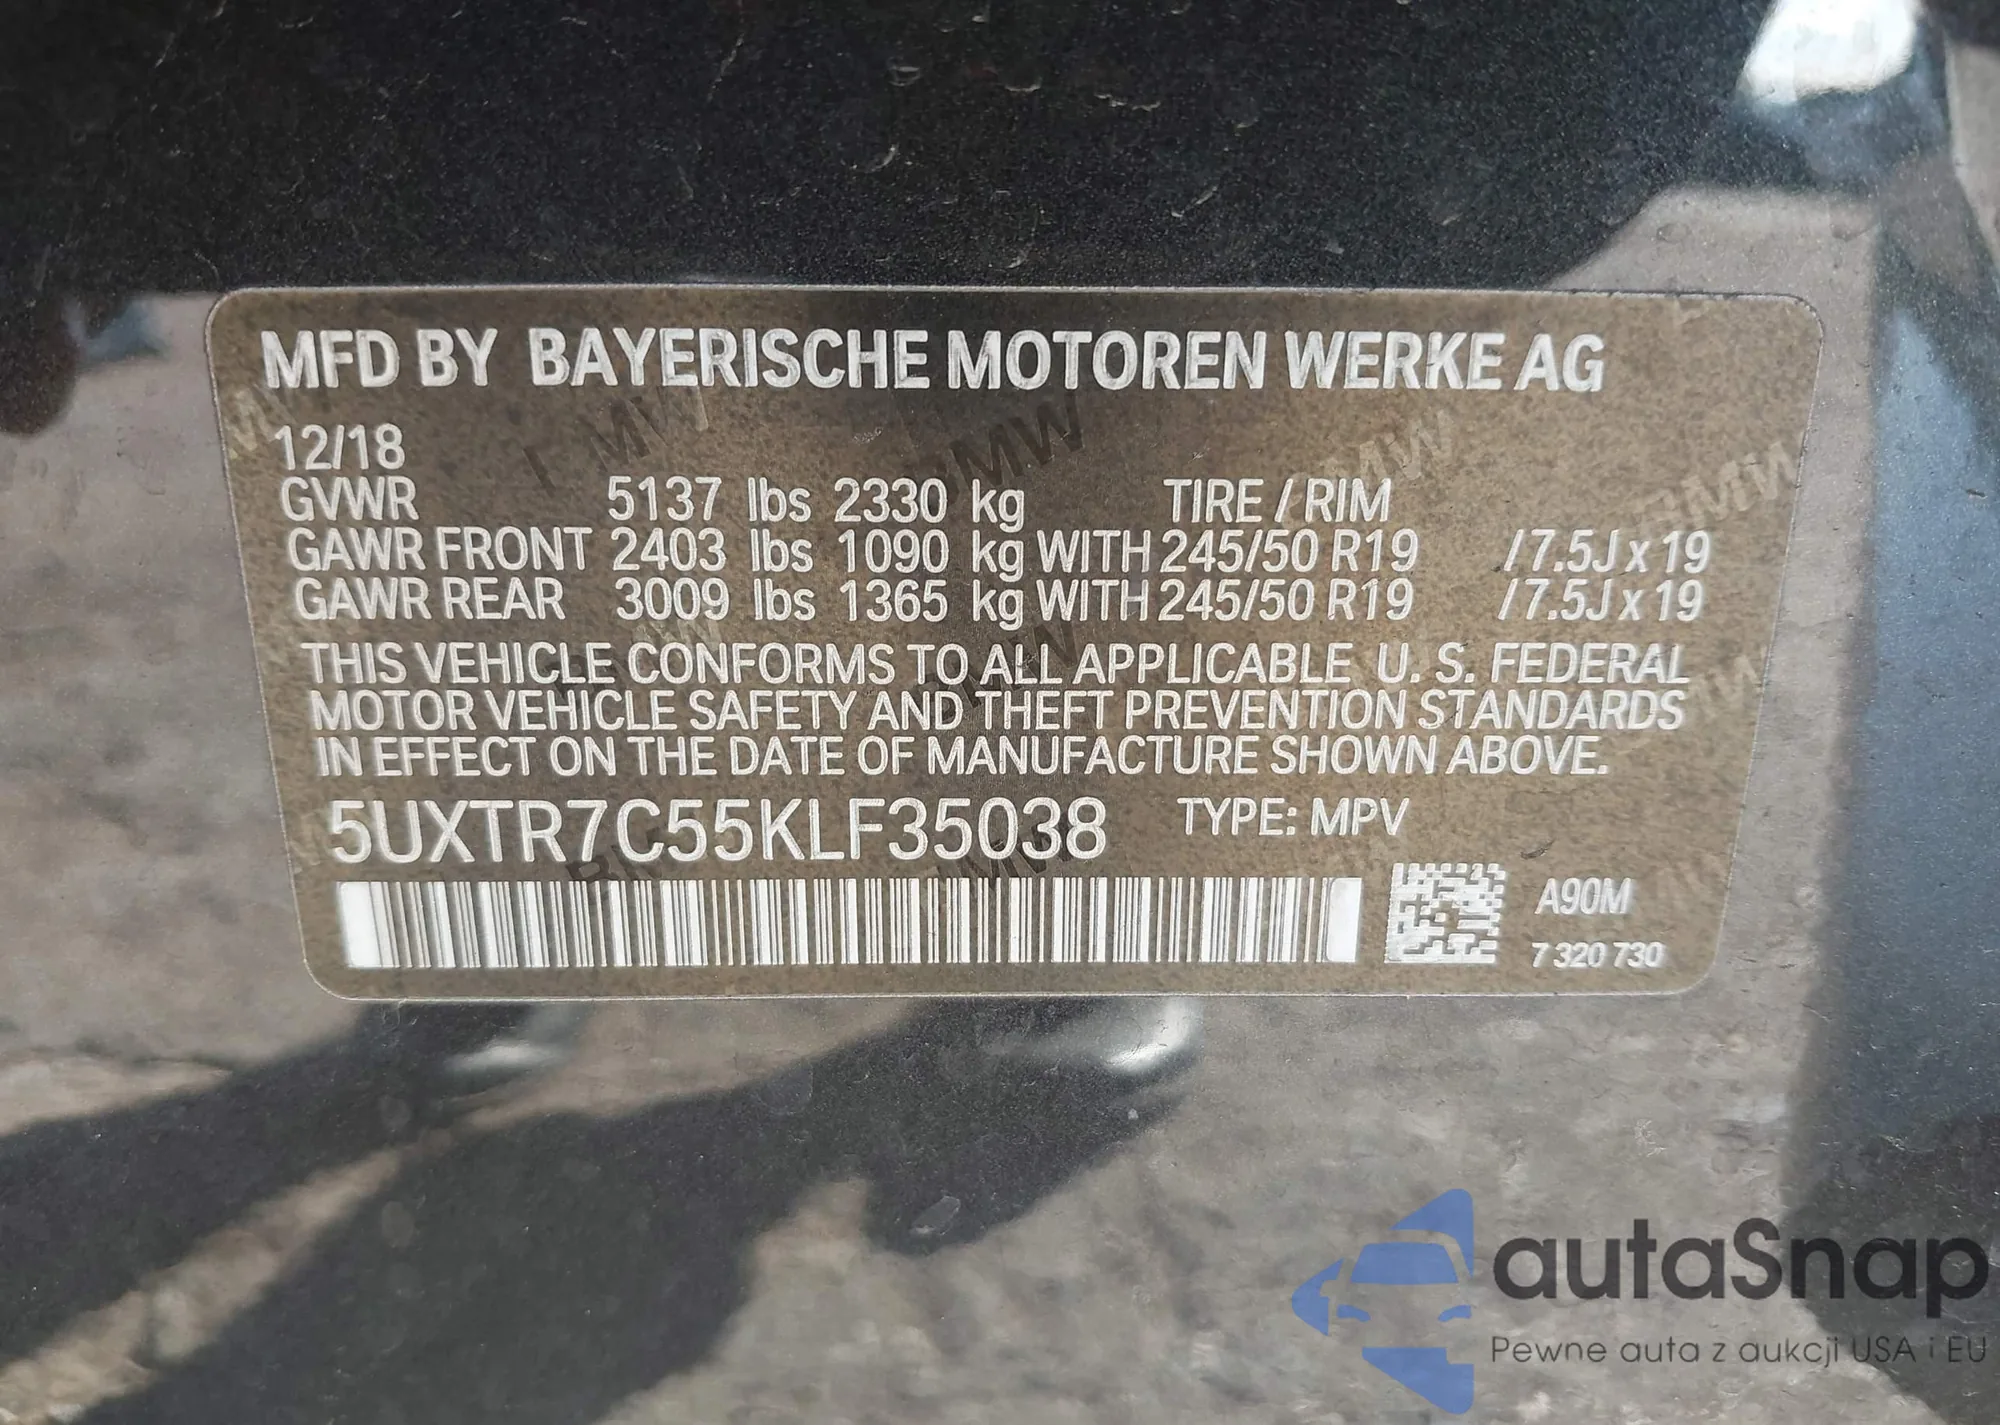 MFD BY BAYERISCHE MOTOREN WERKE AG
12/18
GVWR 5137 lbs 2330 kg TIRE / RIM
GAWR FRONT 2403 lbs 1090 kg WITH 245/50 R19 / 7.5J x 19
GAWR REAR 3009 lbs 1365 kg WITH 245/50 R19 / 7.5J x 19
THIS VEHICLE CONFORMS TO ALL APPLICABLE U. S. FEDERAL
MOTOR VEHICLE SAFETY AND THEFT PREVENTION STANDARDS
IN EFFECT ON THE DATE OF MANUFACTURE SHOWN ABOVE.
5UXTR7C55KLF35038 TYPE: MPV
A90M
7 320 730
autaSnap
Pewne auta z aukcji USA i EU